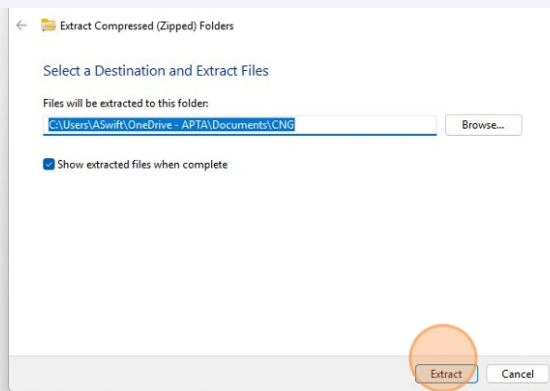 Extract Compressed (Zipped) Folders
Select a Destination and Extract Files
Files will be extracted to this folder:
C:\Users\ASwift\OneDrive - APTA\Documents\CNG
Browse...
Show extracted files when complete
Extract
Cancel